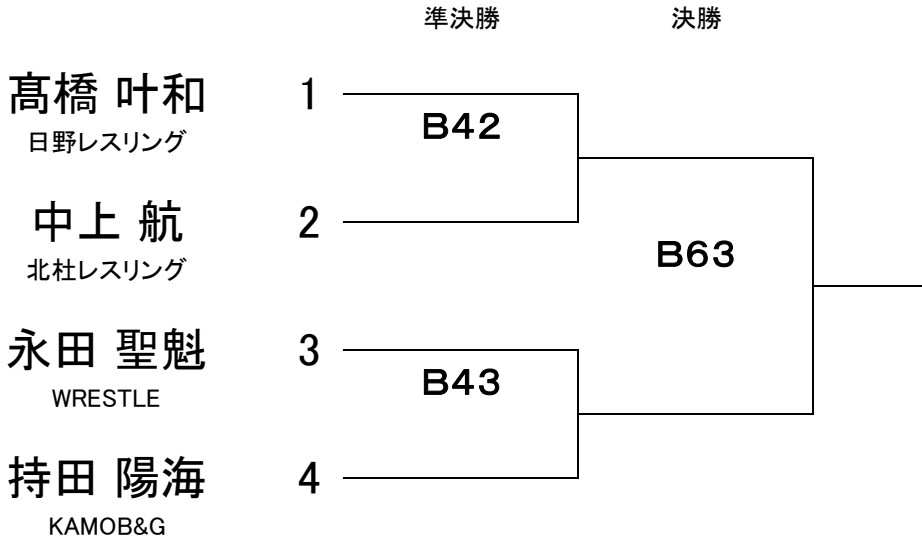 準決勝 決勝
髙橋 叶和 1
日野レスリング
B42
中上 航 2
北杜レスリング
B63
永田 聖魁 3
WRESTLE
B43
持田 陽海 4
KAMOB&G